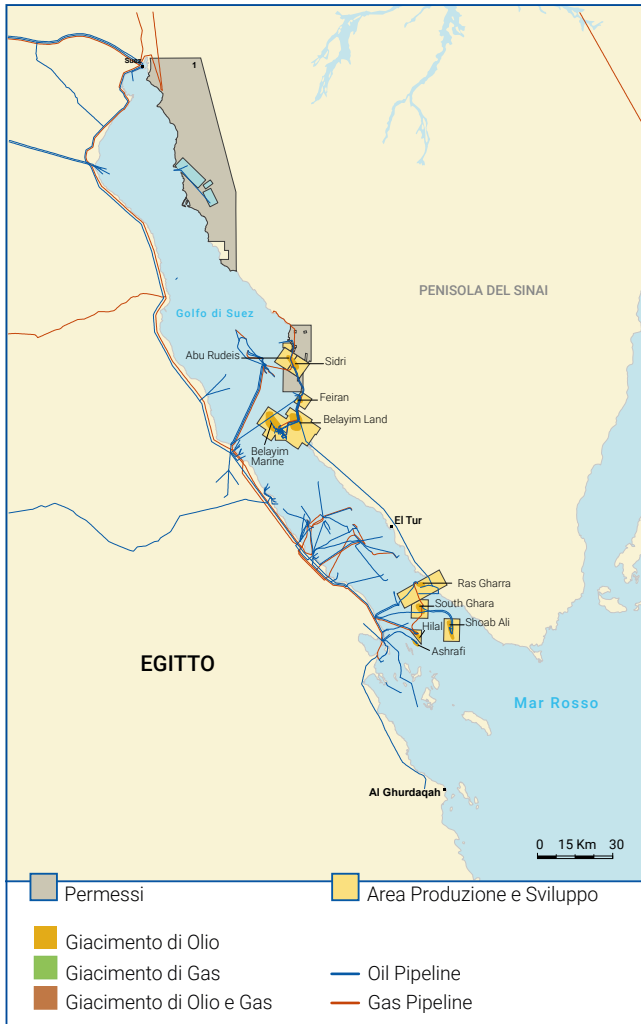 Suez
1
PENISOLA DEL SINAI
Golfo di Suez
Abu Rudeis
Sidri
Feiran
Belayim Land
Belayim
Marine
El Tur
Ras Gharra
South Ghara
Hilal
Shoab Ali
Ashrafi
EGITTO
Mar Rosso
Al Ghurdaqah
0 15 Km 30
Permessi
Area Produzione e Sviluppo
Giacimento di Olio
Giacimento di Gas
Oil Pipeline
Giacimento di Olio e Gas
Gas Pipeline